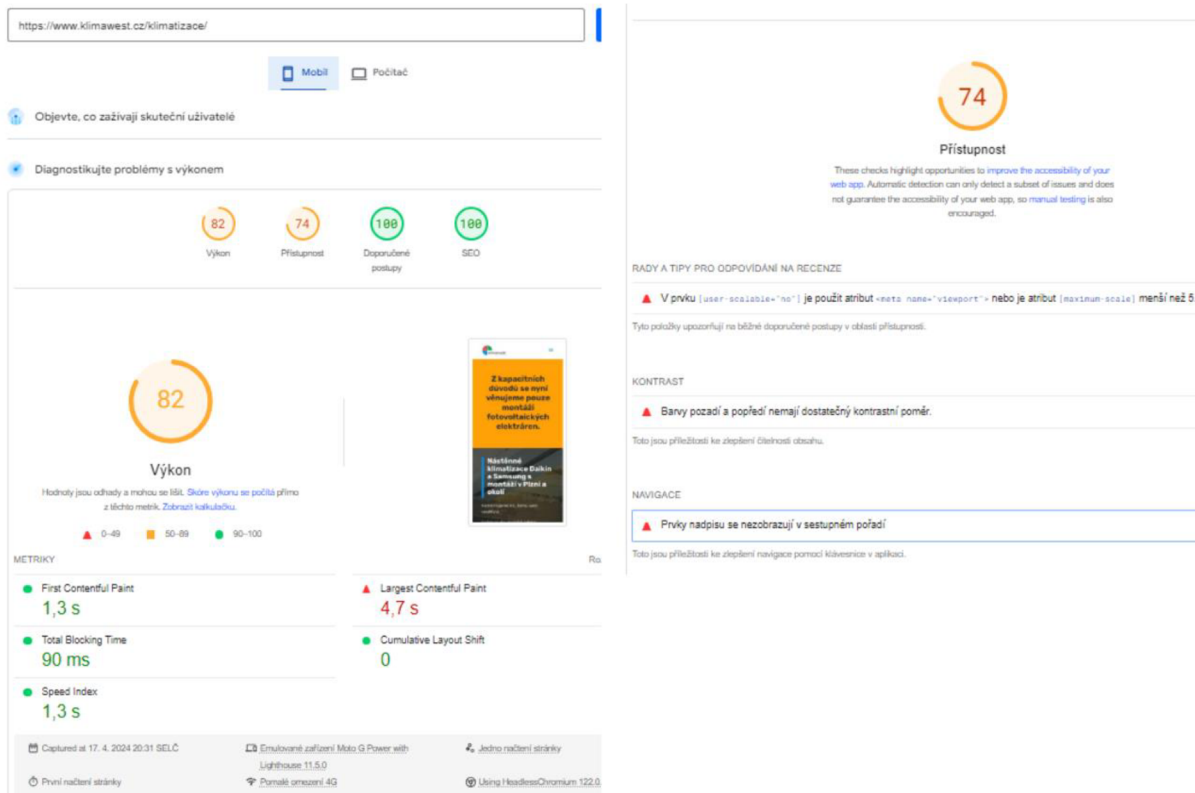 https://www.klimawest.cz/klimatizace/
Mobil
Počítač
Objevte, co zažívají skuteční uživatelé
Diagnostikujte problémy s výkonem
82
74
100
100
Výkon
Přístupnost
Doporučené
postupy
SEO
82
Výkon
Hodnoty jsou odhady a mohou se lišit. Skóre výkonu se počítá přímo
z těchto metrik. Zobrazit kalkulačku.
0–49
50–89
90–100
Z kapacitních
důvodů se nyní
věnujeme pouze
montáži
fotovoltaických
elektráren.
Nástěnné
klimatizace Daikin
a Samsung s
montáží v Plzni a
okolí
METRIKY
First Contentful Paint
1,3 s
Largest Contentful Paint
4,7 s
Total Blocking Time
90 ms
Cumulative Layout Shift
0
Speed Index
1,3 s
Captured at 17. 4. 2024 20:31 SELČ
Emulované zařízení Moto G Power with
Lighthouse 11.5.0
Jedno načtení stránky
První načtení stránky
Pomalé omezení 4G
Using HeadlessChromium 122.0.
74
Přístupnost
These checks highlight opportunities to improve the accessibility of your
web app. Automatic detection can only detect a subset of issues and does
not guarantee the accessibility of your web app, so manual testing is also
encouraged.
RADY A TIPY PRO ODPOVÍDÁNÍ NA RECENZE
V prvku [user-scalable="no"] je použit atribut <meta name="viewport"> nebo je atribut [maximum-scale] menší než 5
Tyto položky upozorňují na běžné doporučené postupy v oblasti přístupnosti.
KONTRAST
Barvy pozadí a popředí nemají dostatečný kontrastní poměr.
Toto jsou příležitosti ke zlepšení čitelnosti obsahu.
NAVIGACE
Prvky nadpisu se nezobrazují v sestupném pořadí
Toto jsou příležitosti ke zlepšení navigace pomocí klávesnice v aplikaci.